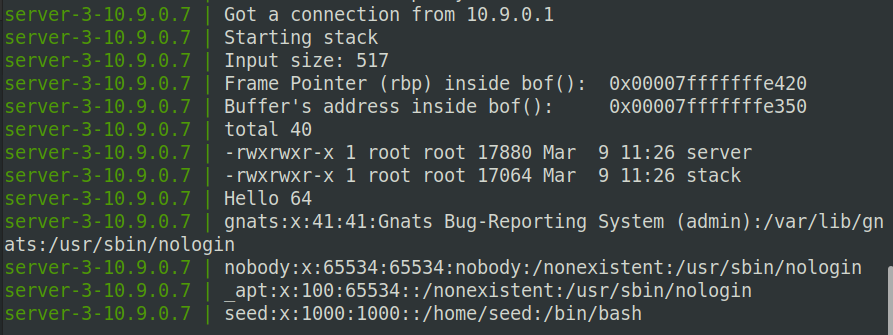 server-3-10.9.0.7 | Got a connection from 10.9.0.1
server-3-10.9.0.7 | Starting stack
server-3-10.9.0.7 | Input size: 517
server-3-10.9.0.7 | Frame Pointer (rbp) inside bof():  0x00007fffffffe420
server-3-10.9.0.7 | Buffer's address inside bof():     0x00007fffffffe350
server-3-10.9.0.7 | total 40
server-3-10.9.0.7 | -rwxrwxr-x 1 root root 17880 Mar  9 11:26 server
server-3-10.9.0.7 | -rwxrwxr-x 1 root root 17064 Mar  9 11:26 stack
server-3-10.9.0.7 | Hello 64
server-3-10.9.0.7 | gnats:x:41:41:Gnats Bug-Reporting System (admin):/var/lib/gn
ats:/usr/sbin/nologin
server-3-10.9.0.7 | nobody:x:65534:65534:nobody:/nonexistent:/usr/sbin/nologin
server-3-10.9.0.7 | _apt:x:100:65534::/nonexistent:/usr/sbin/nologin
server-3-10.9.0.7 | seed:x:1000:1000::/home/seed:/bin/bash